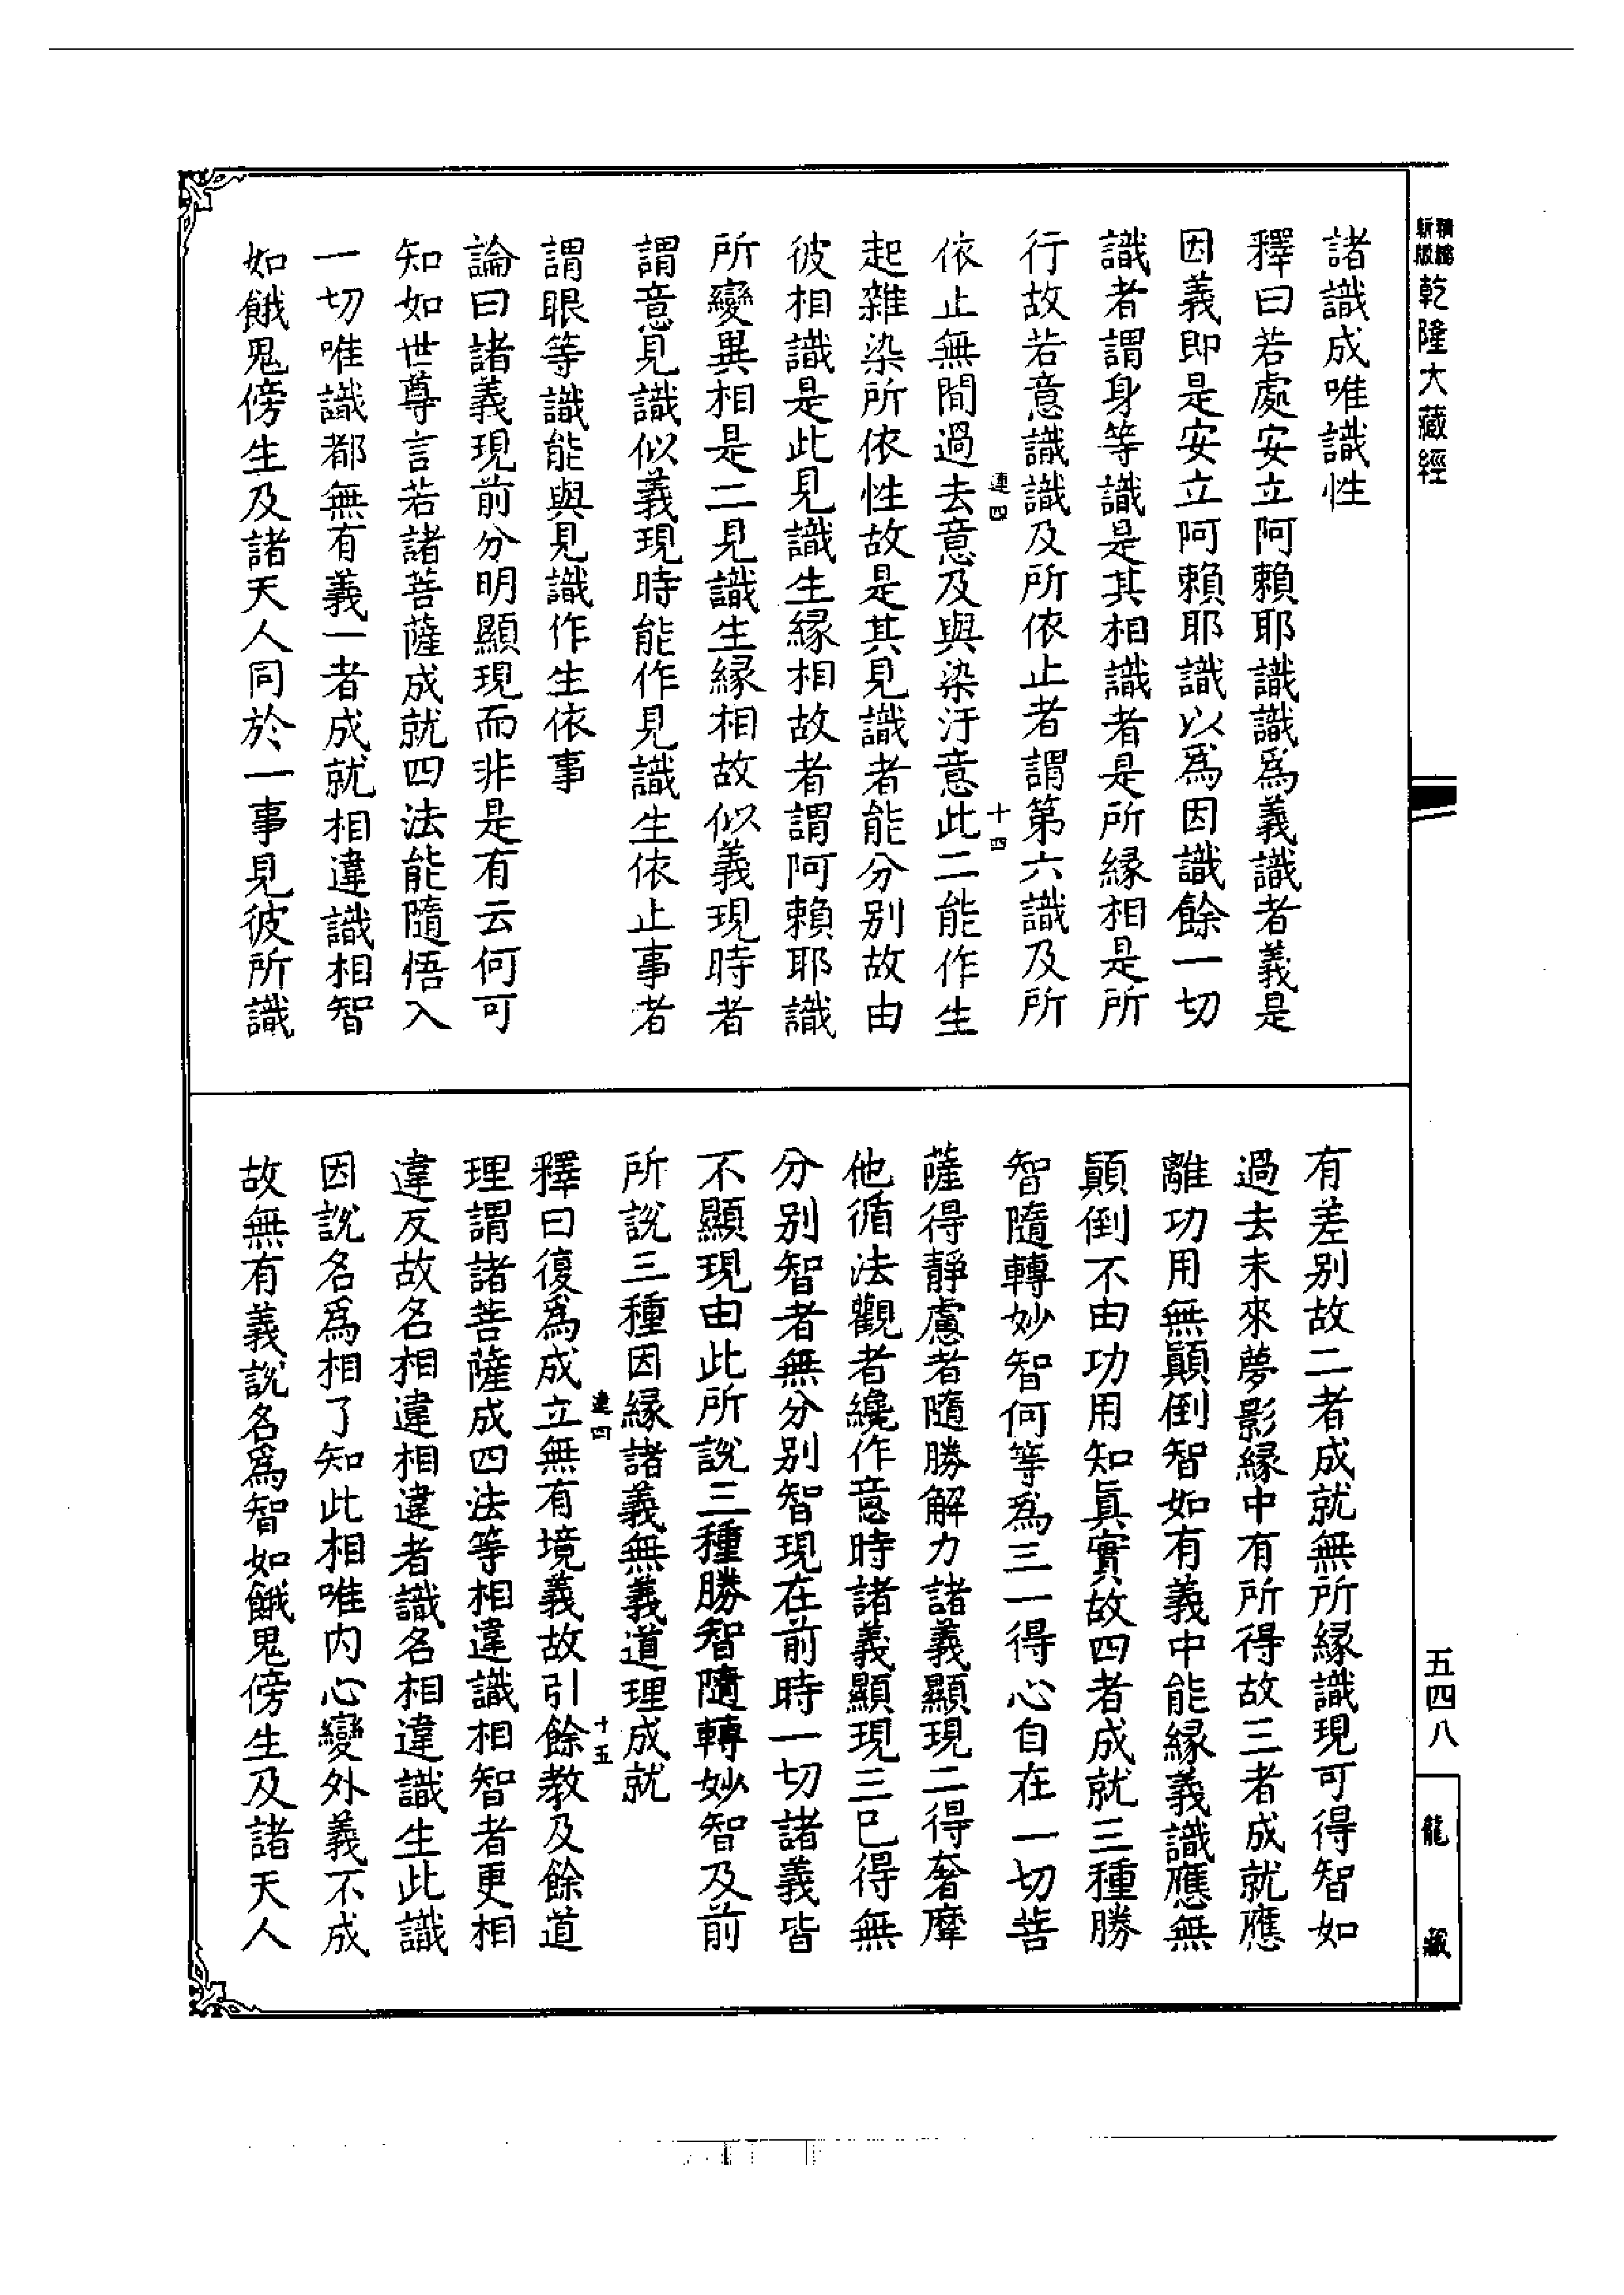 乾隆大藏經
諸識成唯識性
釋曰若處安立阿賴耶識識爲義識者義是
因義即是安立阿賴耶識以爲因識餘一切
識者謂身等識是其相識者是所緣相是所
行故若意識識及所依止者謂第六識及所
連四
十四
依止無間過去意及與染汙意此二能作生
起雜染所依性故是其見識者能分别故由
彼相識是此見識生緣相故者謂阿賴耶識
所變異相是二見識生緣相故似義現時者
謂意見識似義現時能作見識生依止事者
謂眼等識能與見識作生依事
論曰諸義現前分明顯現而非是有云何可
知如世尊言若諸菩薩成就四法能隨悟入
一切唯識都無有義一者成就相違識相智
如餓鬼傍生及諸天人同於一事見彼所識
有差别故二者成就無所緣識現可得智如
過去未來夢影緣中有所得故三者成就應
離功用無顚倒智如有義中能緣義識應無
顚倒不由功用知眞實故四者成就三種勝
智隨轉妙智何等爲三一得心自在一切菩
薩得靜慮者隨勝解力諸義顯現二得奢摩
他循法觀者纔作意時諸義顯現三巳得無
分别智者無分别智現在前時一切諸義皆
不顯現由此所說三種勝智隨轉妙智及前
所說三種因緣諸義無義道理成就
連四
十五
釋曰復爲成立無有境義故引餘教及餘道
理謂諸菩薩成四法等相違識相智者更相
違反故名相違相違者識名相違識生此識
因說名爲相了知此相唯内心變外義不成
故無有義說名爲智如餓鬼傍生及諸天人
五四八
龍藏